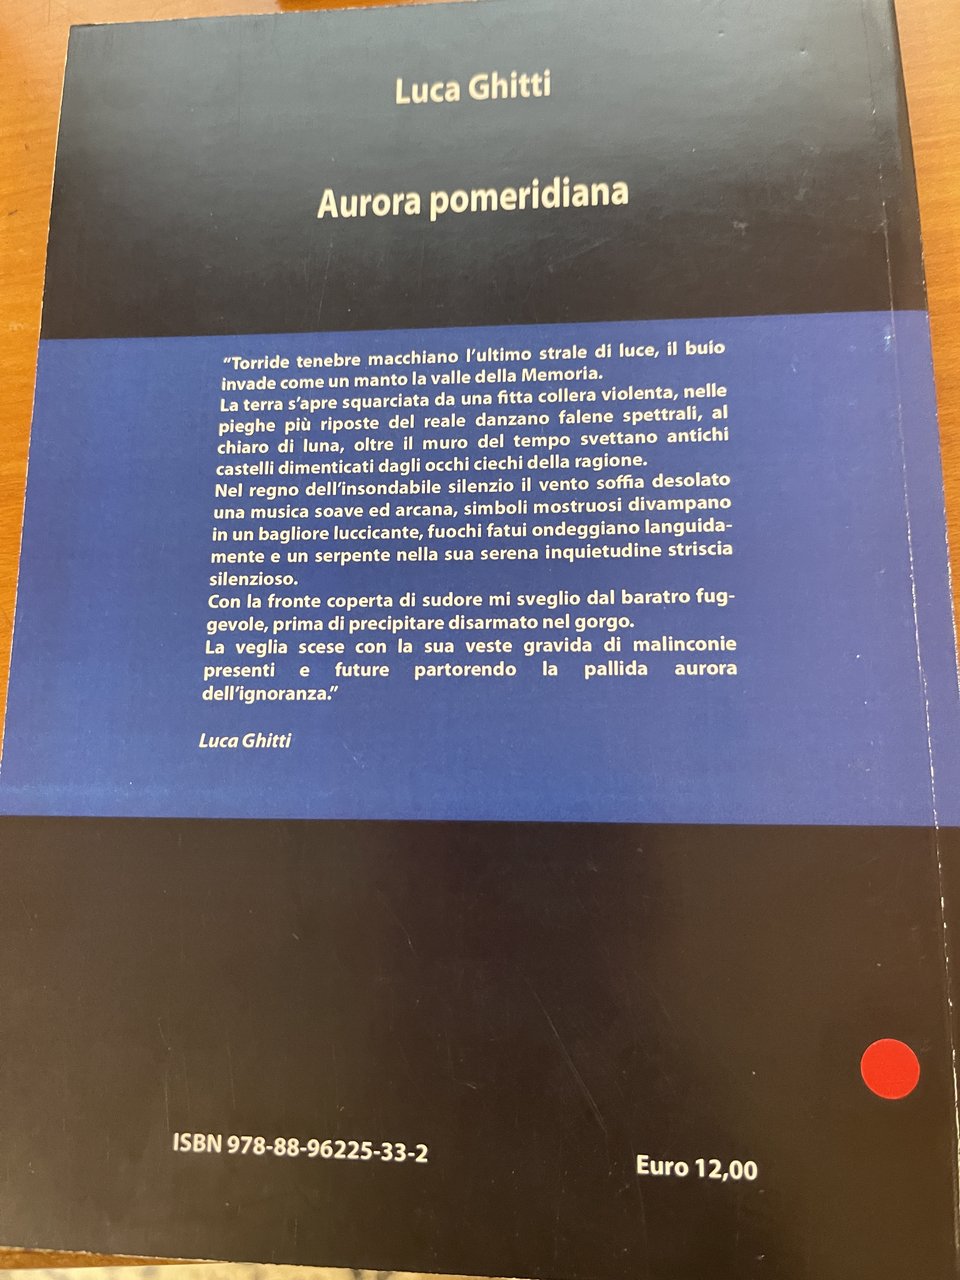 Luca Ghitti
Aurora pomeridiana
“Torride tenebre macchiano l’ultimo strale di luce, il buio
invade come un manto la valle della Memoria.
La terra s’apre squarciata da una fitta collera violenta, nelle
pieghe più riposte del reale danzano falene spettrali, al
chiaro di luna, oltre il muro del tempo svettano antichi
castelli dimenticati dagli occhi ciechi della ragione.
Nel regno dell’insondabile silenzio il vento soffia desolato
una musica soave ed arcana, simboli mostruosi divampano
in un bagliore luccicante, fuochi fatui ondeggiano languida-
mente e un serpente nella sua serena inquietudine striscia
silenzioso.
Con la fronte coperta di sudore mi sveglio dal baratro fug-
gevole, prima di precipitare disarmato nel gorgo.
La veglia scese con la sua veste gravida di malinconie
presenti e future partorendo la pallida aurora
dell’ignoranza.”
Luca Ghitti
ISBN 978-88-96225-33-2
Euro 12,00